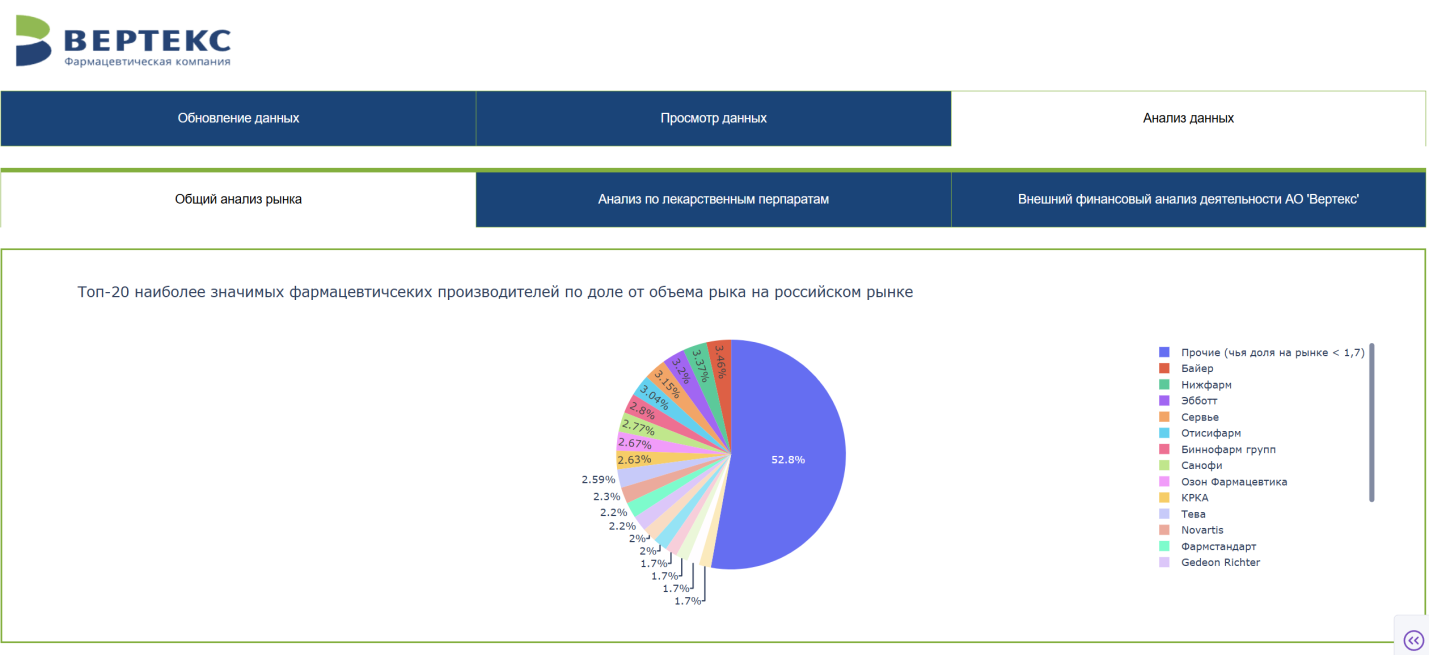 ВЕРТЕКС
Фармацевтическая компания
Обновление данных
Просмотр данных
Анализ данных
Общий анализ рынка
Анализ по лекарственным перпаратам
Внешний финансовый анализ деятельности АО 'Вертекс'
Топ-20 наиболее значимых фармацевтичсеких производителей по доле от объема рыка на российском рынке
3.46%
3.37%
3.2%
3.15%
3.04%
2.8%
2.77%
2.67%
2.63%
2.59%
2.3%
2.2%
2.2%
2%
2%
1.7%
1.7%
1.7%
1.7%
52.8%
Прочие (чья доля на рынке < 1,7)
Байер
Нижфарм
Эбботт
Сервье
Отисифарм
Биннофарм групп
Санофи
Озон Фармацевтика
КРКА
Тева
Novartis
Фармстандарт
Gedeon Richter